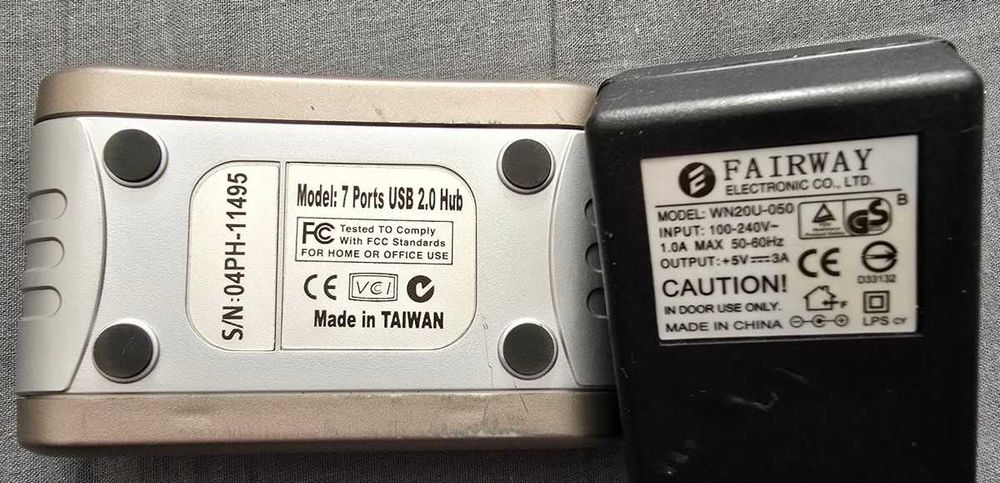 S/N:04PH-11495
Model: 7 Ports USB 2.0 Hub
FC Tested TO Comply
With FCC Standards
FOR HOME OR OFFICE USE
CE VCI
Made in TAIWAN
FAIRWAY
ELECTRONIC CO., LTD.
MODEL: WN20U-050 B
INPUT: 100-240V~
1.0A MAX 50-60Hz
OUTPUT:+5V⎓3A
GS
CE
D33132
CAUTION!
IN DOOR USE ONLY. F
MADE IN CHINA
LPS CY